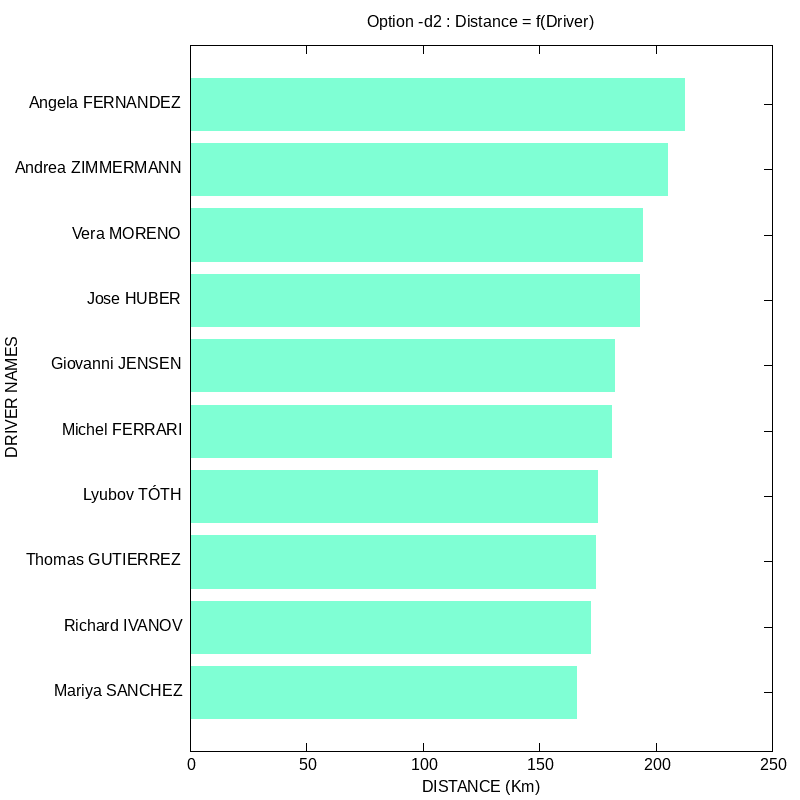 Option -d2 : Distance = f(Driver)
DRIVER NAMES
Angela FERNANDEZ
Andrea ZIMMERMANN
Vera MORENO
Jose HUBER
Giovanni JENSEN
Michel FERRARI
Lyubov TÓTH
Thomas GUTIERREZ
Richard IVANOV
Mariya SANCHEZ
0 50 100 150 200 250
DISTANCE (Km)